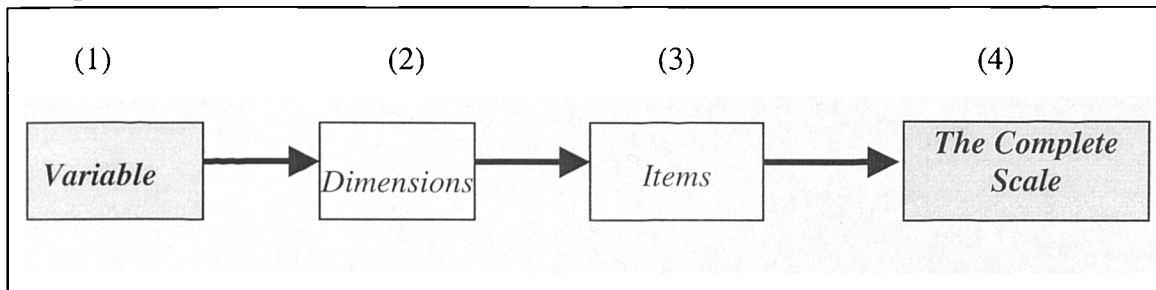 (1) (2) (3) (4)
Variable
Dimensions
Items
The Complete
Scale